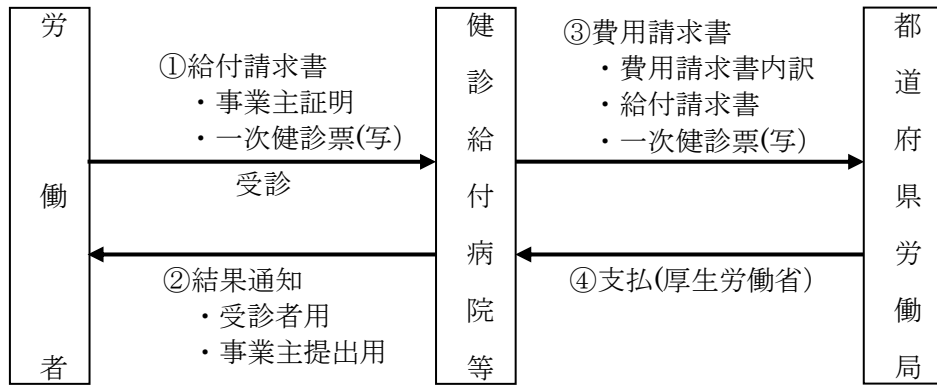 労働者
①給付請求書
・事業主証明
・一次健診票(写)
受診
②結果通知
・受診者用
・事業主提出用
健診給付病院等
③費用請求書
・費用請求書内訳
・給付請求書
・一次健診票(写)
④支払(厚生労働省)
都道府県労働局